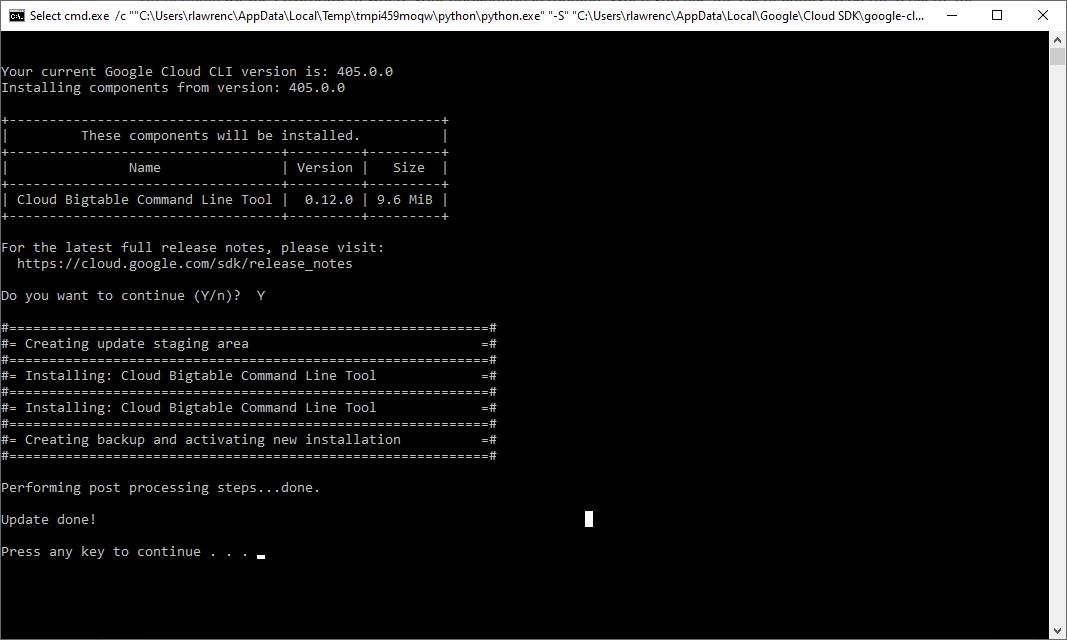 Select cmd.exe /c ""C:\Users\rlawrenc\AppData\Local\Temp\tmpi459moqw\python\python.exe" "-S" "C:\Users\rlawrenc\AppData\Local\Google\Cloud SDK\google-cl...
Your current Google Cloud CLI version is: 405.0.0
Installing components from version: 405.0.0
+------------------------------------------------------+
|         These components will be installed.          |
+----------------------------------+---------+---------+
|               Name               | Version |   Size  |
+----------------------------------+---------+---------+
| Cloud Bigtable Command Line Tool |  0.12.0 | 9.6 MiB |
+----------------------------------+---------+---------+
For the latest full release notes, please visit:
  https://cloud.google.com/sdk/release_notes
Do you want to continue (Y/n)?  Y
#============================================================#
#= Creating update staging area                             =#
#============================================================#
#= Installing: Cloud Bigtable Command Line Tool             =#
#============================================================#
#= Installing: Cloud Bigtable Command Line Tool             =#
#============================================================#
#= Creating backup and activating new installation          =#
#============================================================#
Performing post processing steps...done.
Update done!
Press any key to continue . . .